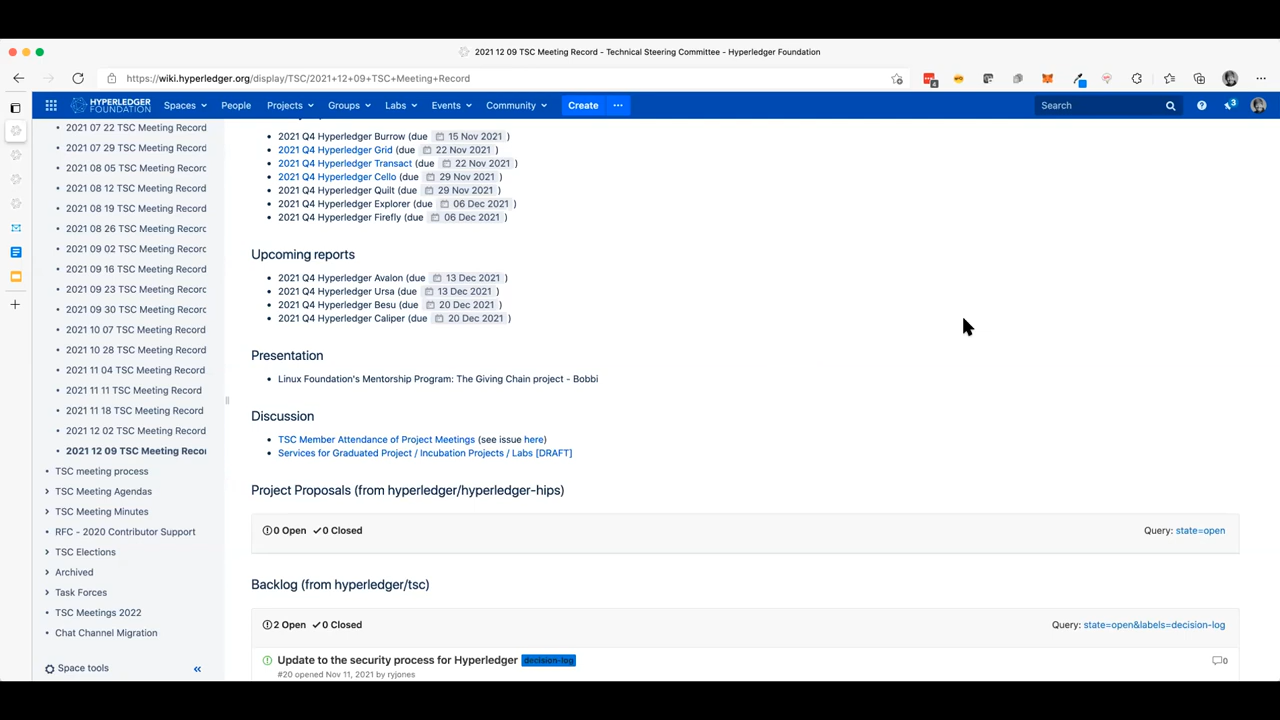 2021 12 09 TSC Meeting Record - Technical Steering Committee - Hyperledger Foundation
https://wiki.hyperledger.org/display/TSC/2021+12+09+TSC+Meeting+Record
HYPERLEDGER FOUNDATION Spaces People Projects Groups Labs Events Community Create Search 3
2021 07 22 TSC Meeting Record
2021 07 29 TSC Meeting Record
2021 08 05 TSC Meeting Record
2021 08 12 TSC Meeting Record
2021 08 19 TSC Meeting Record
2021 08 26 TSC Meeting Record
2021 09 02 TSC Meeting Record
2021 09 16 TSC Meeting Record
2021 09 23 TSC Meeting Record
2021 09 30 TSC Meeting Record
2021 10 07 TSC Meeting Record
2021 10 28 TSC Meeting Record
2021 11 04 TSC Meeting Record
2021 11 11 TSC Meeting Record
2021 11 18 TSC Meeting Record
2021 12 02 TSC Meeting Record
2021 12 09 TSC Meeting Recor
TSC meeting process
TSC Meeting Agendas
TSC Meeting Minutes
RFC - 2020 Contributor Support
TSC Elections
Archived
Task Forces
TSC Meetings 2022
Chat Channel Migration
Space tools
2021 Q4 Hyperledger Burrow (due 15 Nov 2021 )
2021 Q4 Hyperledger Grid (due 22 Nov 2021 )
2021 Q4 Hyperledger Transact (due 22 Nov 2021 )
2021 Q4 Hyperledger Cello (due 29 Nov 2021 )
2021 Q4 Hyperledger Quilt (due 29 Nov 2021 )
2021 Q4 Hyperledger Explorer (due 06 Dec 2021 )
2021 Q4 Hyperledger Firefly (due 06 Dec 2021 )
Upcoming reports
2021 Q4 Hyperledger Avalon (due 13 Dec 2021 )
2021 Q4 Hyperledger Ursa (due 13 Dec 2021 )
2021 Q4 Hyperledger Besu (due 20 Dec 2021 )
2021 Q4 Hyperledger Caliper (due 20 Dec 2021 )
Presentation
Linux Foundation's Mentorship Program: The Giving Chain project - Bobbi
Discussion
TSC Member Attendance of Project Meetings (see issue here)
Services for Graduated Project / Incubation Projects / Labs [DRAFT]
Project Proposals (from hyperledger/hyperledger-hips)
0 Open 0 Closed Query: state=open
Backlog (from hyperledger/tsc)
2 Open 0 Closed Query: state=open&labels=decision-log
Update to the security process for Hyperledger decision-log 0
#20 opened Nov 11, 2021 by ryjones